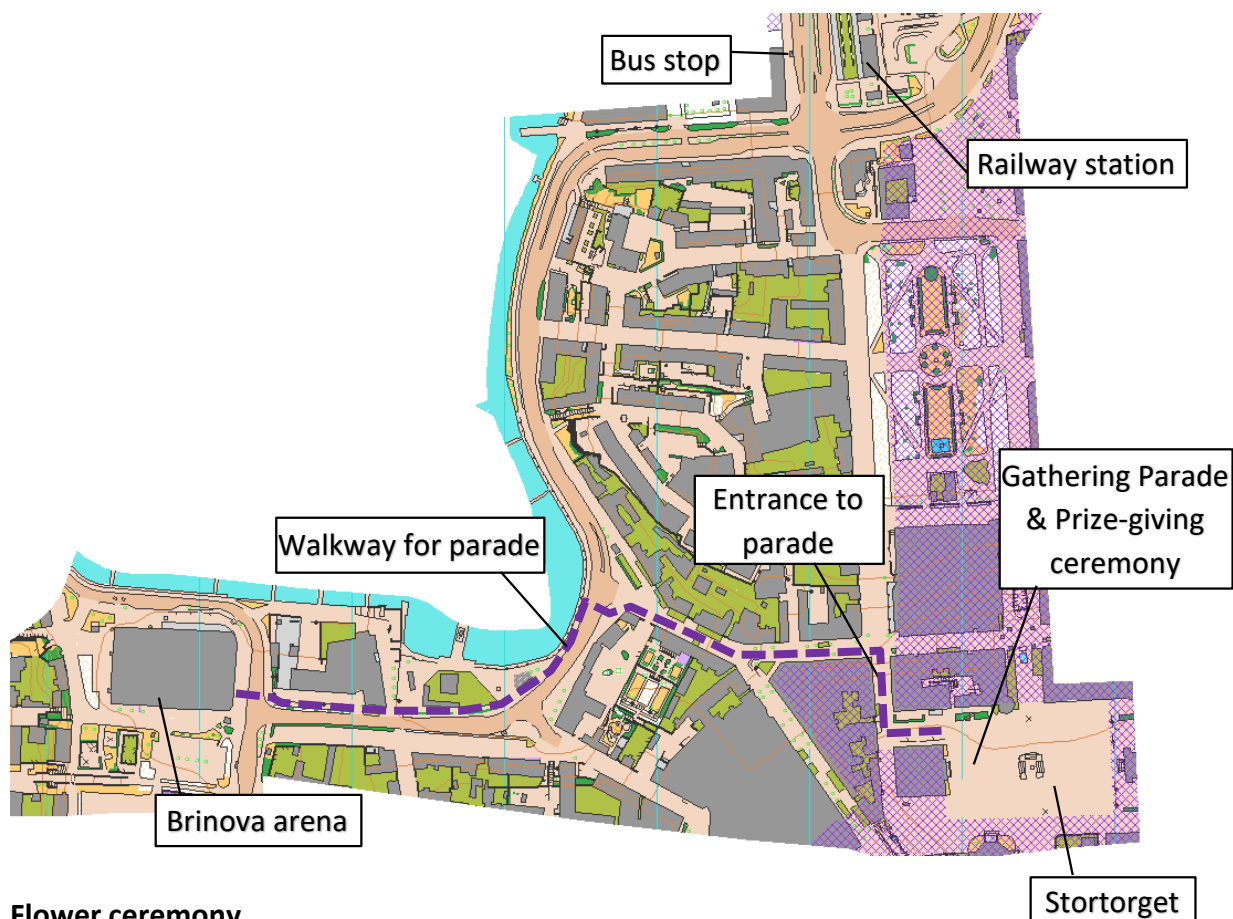 Bus stop
Railway station
Gathering Parade
& Prize-giving
ceremony
Entrance to
parade
Walkway for parade
Brinova arena
Stortorget
Flower ceremony